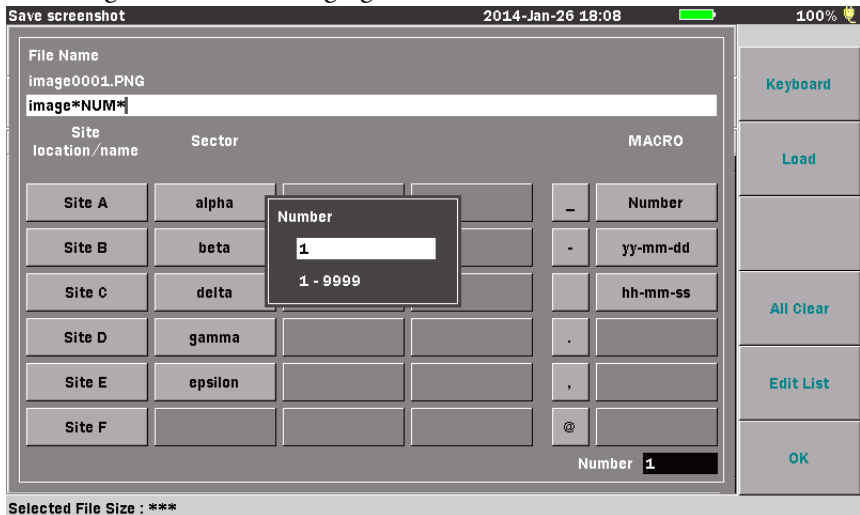 Save screenshot 2014-Jan-26 18:08 100%
File Name
image0001.PNG
image*NUM*
Site location/name Sector MACRO
Site A alpha _ Number
Site B beta - yy-mm-dd
Site C delta hh-mm-ss
Site D gamma .
Site E epsilon ,
Site F @
Number 1
Number
1
1 - 9999
Keyboard
Load
All Clear
Edit List
OK
Selected File Size : ***